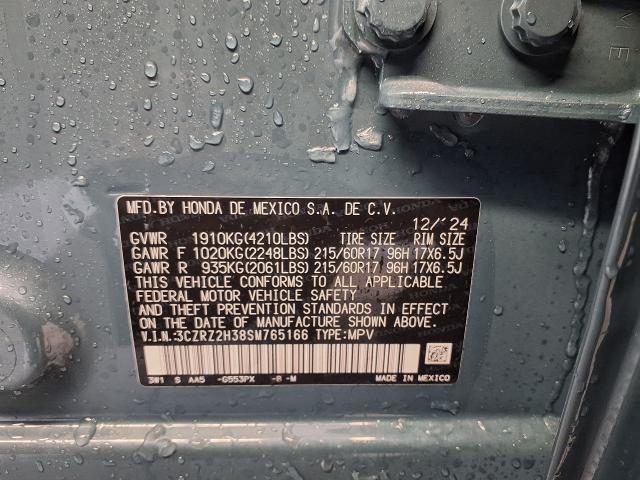 MFD.BY HONDA DE MEXICO S.A. DE C.V.
12/'24
GVWR 1910KG(4210LBS) TIRE SIZE RIM SIZE
GAWR F 1020KG(2248LBS) 215/60R17 96H 17X6.5J
GAWR R 935KG(2061LBS) 215/60R17 96H 17X6.5J
THIS VEHICLE CONFORMS TO ALL APPLICABLE
FEDERAL MOTOR VEHICLE SAFETY
AND THEFT PREVENTION STANDARDS IN EFFECT
ON THE DATE OF MANUFACTURE SHOWN ABOVE.
V.I.N:3CZRZ2H38SM765166 TYPE:MPV
3W1 S AA5 -G553PX -B -M MADE IN MEXICO